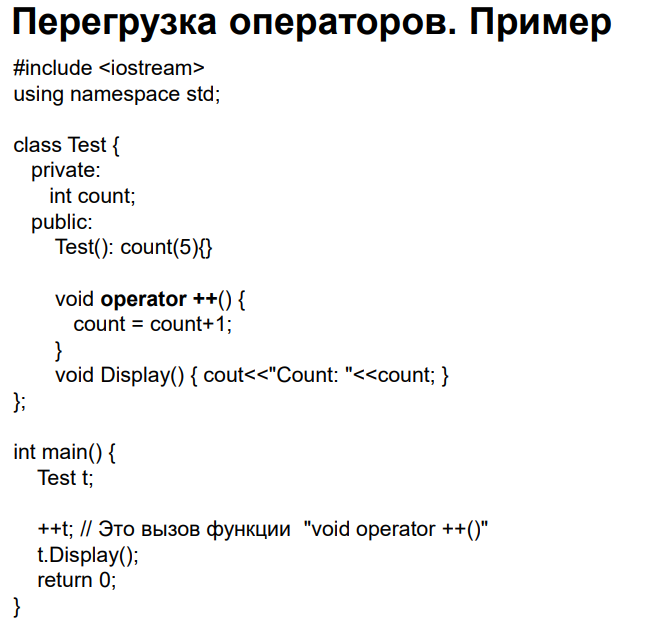 Перегрузка операторов. Пример
#include <iostream>
using namespace std;
class Test {
private:
int count;
public:
Test(): count(5){}
void operator ++() {
count = count+1;
}
void Display() { cout<<"Count: "<<count; }
};
int main() {
Test t;
++t; // Это вызов функции "void operator ++()"
t.Display();
return 0;
}